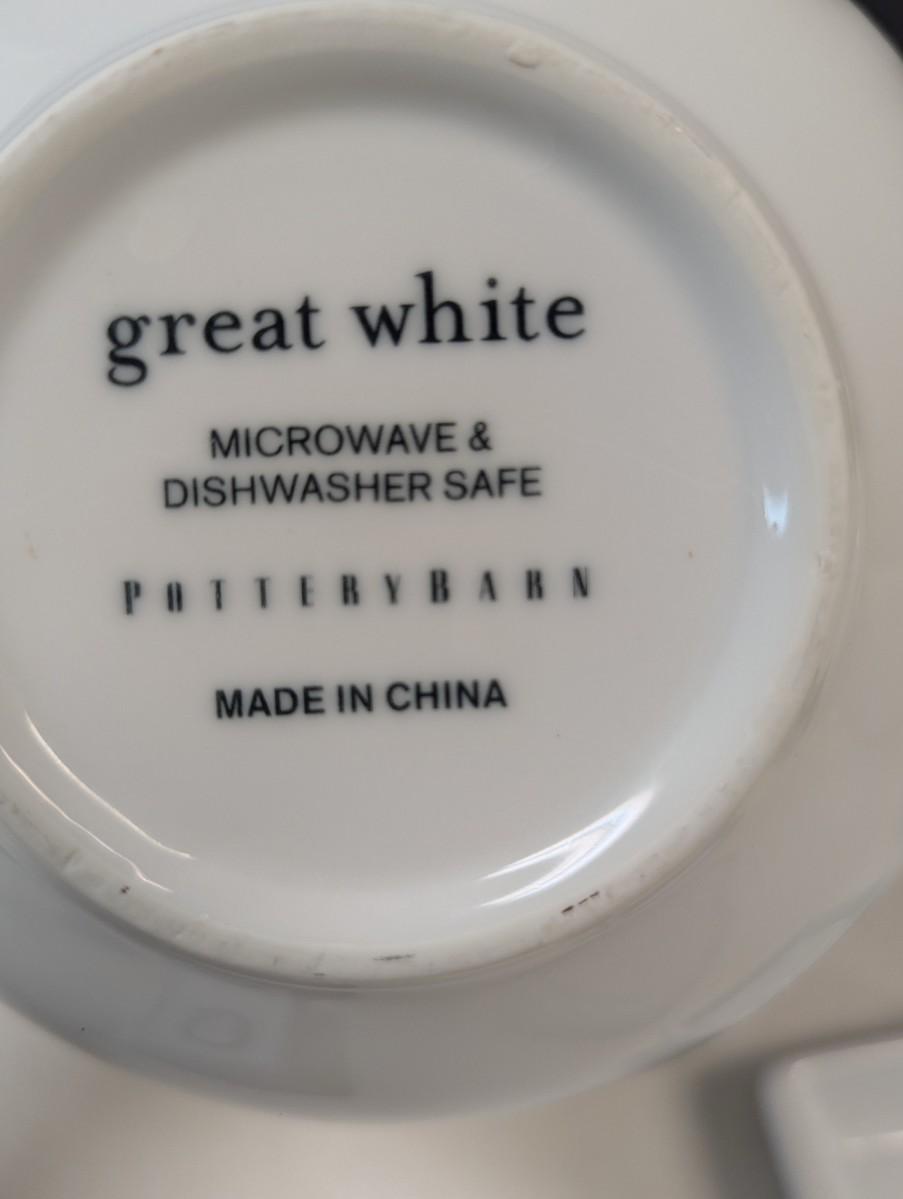 great white
MICROWAVE &
DISHWASHER SAFE
POTTERYBARN
MADE IN CHINA